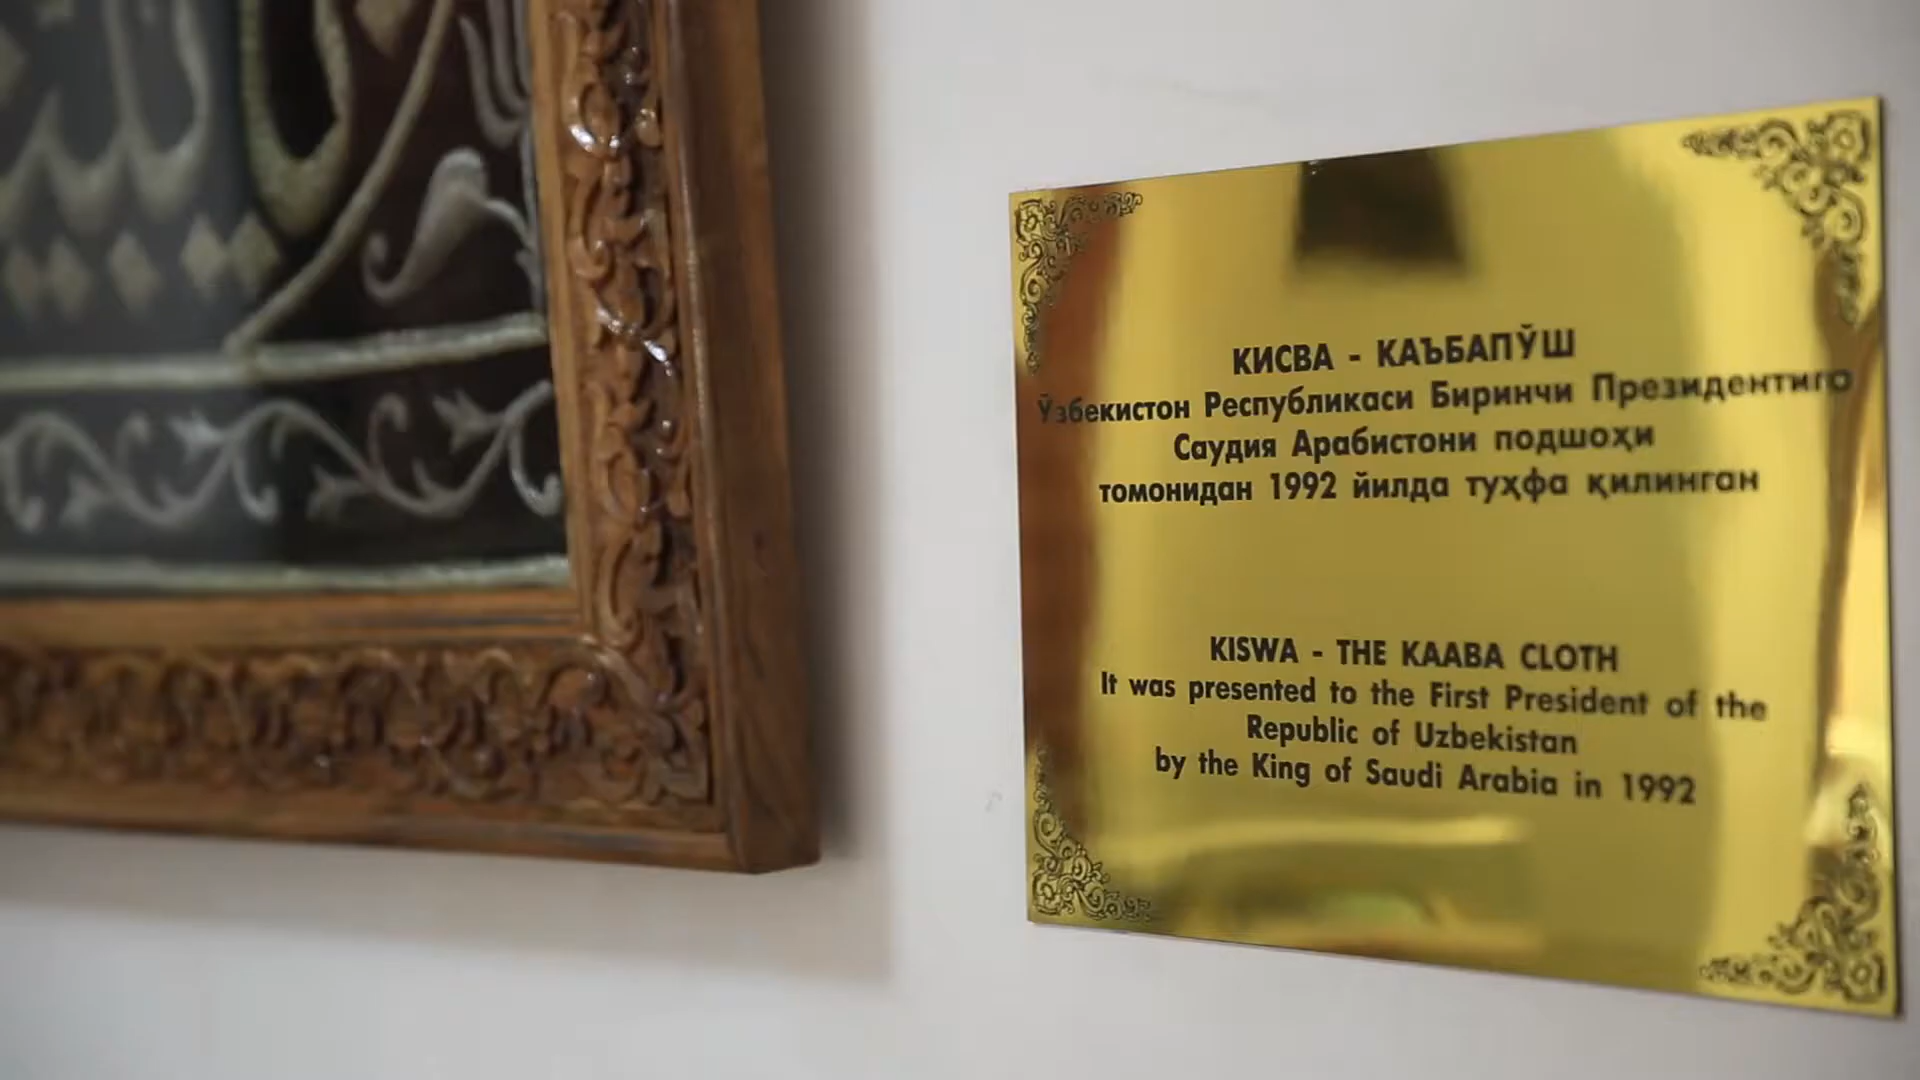 КИСВА - КАЪБАПЎШ
Ўзбекистон Республикаси Биринчи Президентига
Саудия Арабистони подшоҳи
томонидан 1992 йилда туҳфа қилинган
KISWA - THE KAABA CLOTH
It was presented to the First President of the
Republic of Uzbekistan
by the King of Saudi Arabia in 1992